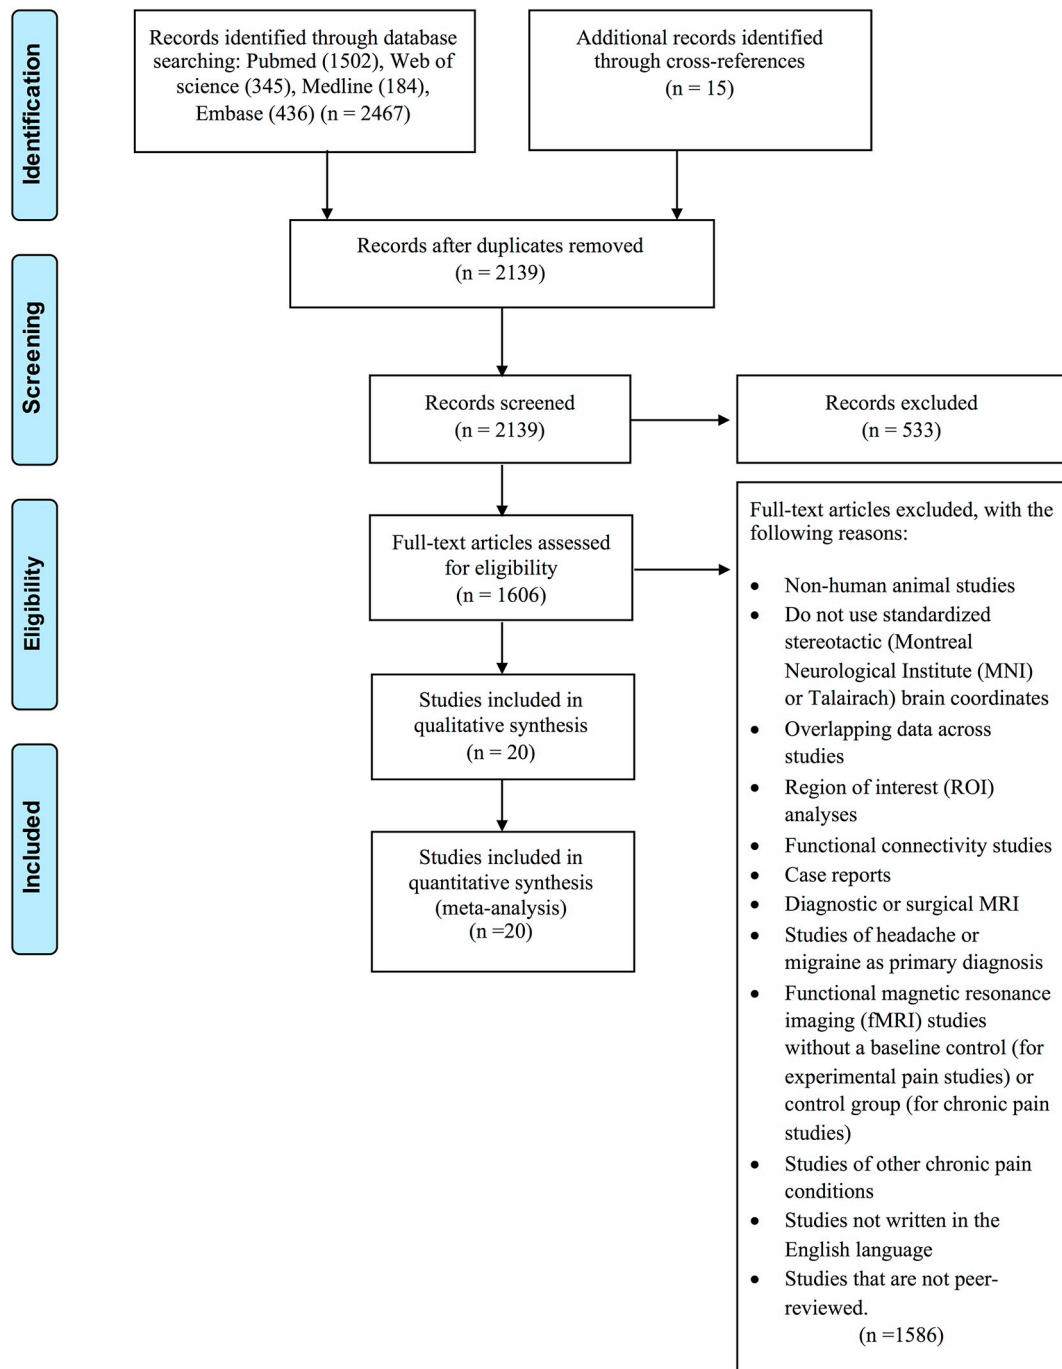 Identification
Records identified through database
searching: Pubmed (1502), Web of
science (345), Medline (184),
Embase (436) (n = 2467)
Additional records identified
through cross-references
(n = 15)
Records after duplicates removed
(n = 2139)
Screening
Records screened
(n = 2139)
Records excluded
(n = 533)
Eligibility
Full-text articles assessed
for eligibility
(n = 1606)
Full-text articles excluded, with the
following reasons:
• Non-human animal studies
• Do not use standardized
stereotactic (Montreal
Neurological Institute (MNI)
or Talairach) brain coordinates
• Overlapping data across
studies
• Region of interest (ROI)
analyses
• Functional connectivity studies
• Case reports
• Diagnostic or surgical MRI
• Studies of headache or
migraine as primary diagnosis
• Functional magnetic resonance
imaging (fMRI) studies
without a baseline control (for
experimental pain studies) or
control group (for chronic pain
studies)
• Studies of other chronic pain
conditions
• Studies not written in the
English language
• Studies that are not peer-
reviewed.
(n =1586)
Studies included in
qualitative synthesis
(n = 20)
Included
Studies included in
quantitative synthesis
(meta-analysis)
(n =20)